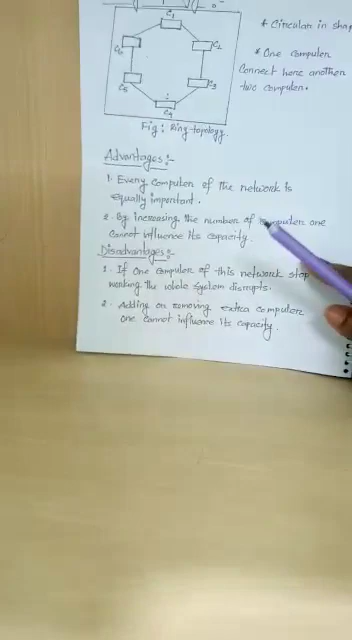 * Circular in shap
C1
C6
C2
* One computer
Connect here another
two computer.
C5
C3
C4
Fig: Ring topology.
Advantages:-
1. Every computer of the network is
equally important.
2. By increasing the number of computer one
cannot influence its capacity.
Disadvantages:-
1. If one computer of this network stop
working the whole system disrupts.
2. Adding or removing extra computer
one cannot influence its capacity.